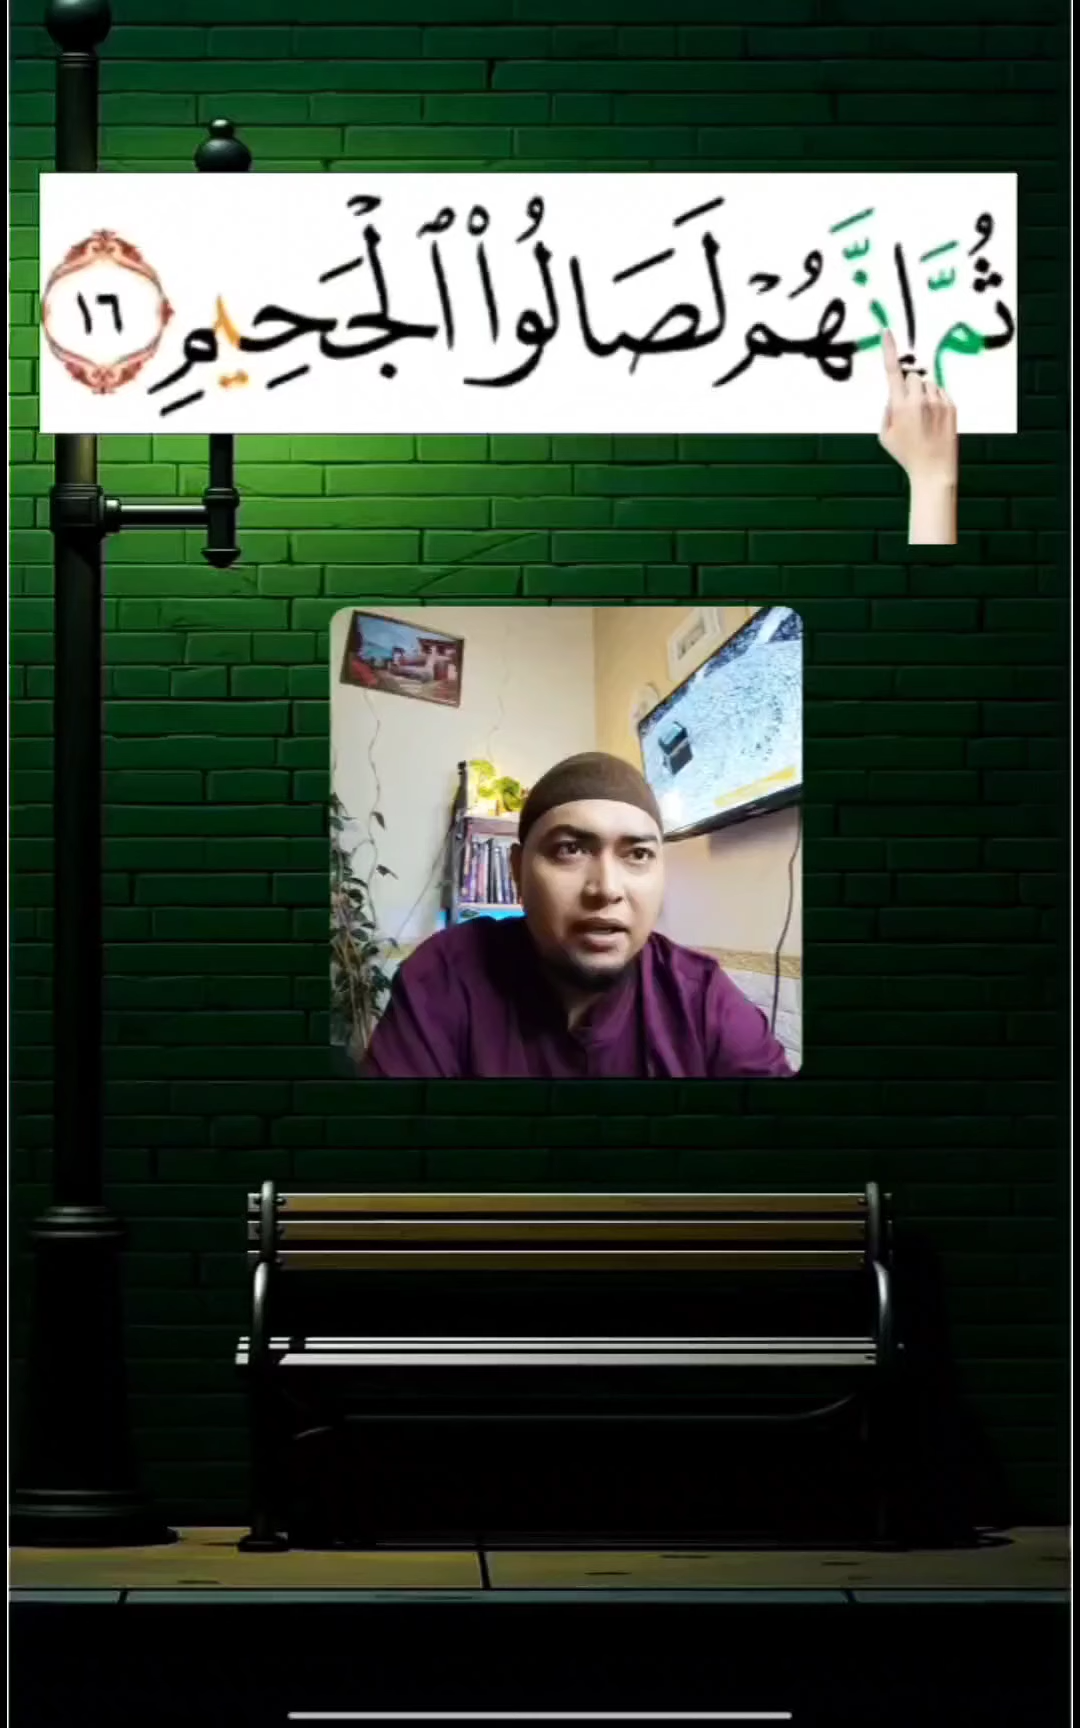 ثُمَّ إِنَّهُمْ لَصَالُوا۟ ٱلْجَحِيمِ ١٦